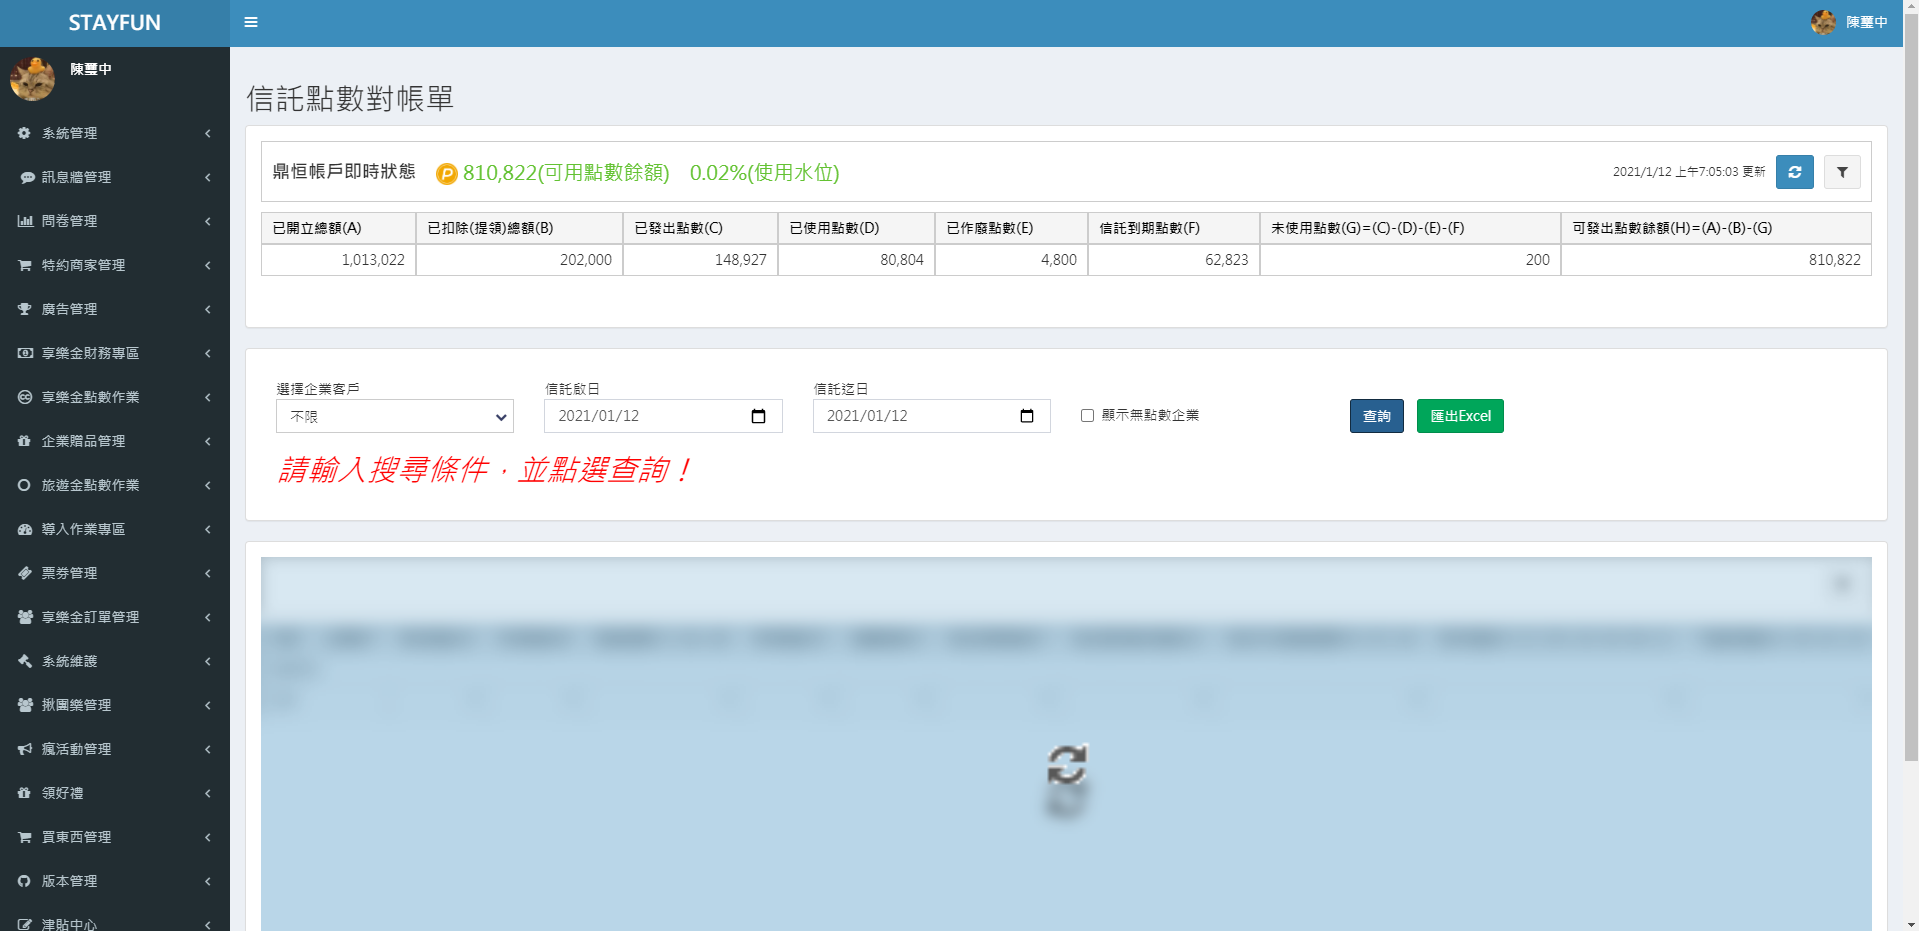 STAYFUN
陳璽中
陳璽中
系統管理
訊息牆管理
問卷管理
特約商家管理
廣告管理
享樂金財務專區
享樂金點數作業
企業贈品管理
旅遊金點數作業
導入作業專區
票券管理
享樂金訂單管理
系統維護
揪團樂管理
瘋活動管理
領好禮
買東西管理
版本管理
津貼中心
信託點數對帳單
鼎恒帳戶即時狀態 810,822(可用點數餘額) 0.02%(使用水位) 2021/1/12 上午7:05:03 更新
已開立總額(A) 已扣除(提領)總額(B) 已發出點數(C) 已使用點數(D) 已作廢點數(E) 信託到期點數(F) 未使用點數(G)=(C)-(D)-(E)-(F) 可發出點數餘額(H)=(A)-(B)-(G)
1,013,022 202,000 148,927 80,804 4,800 62,823 200 810,822
選擇企業客戶 信託啟日 信託迄日
不限 2021/01/12 2021/01/12 顯示無點數企業 查詢 匯出Excel
請輸入搜尋條件，並點選查詢！